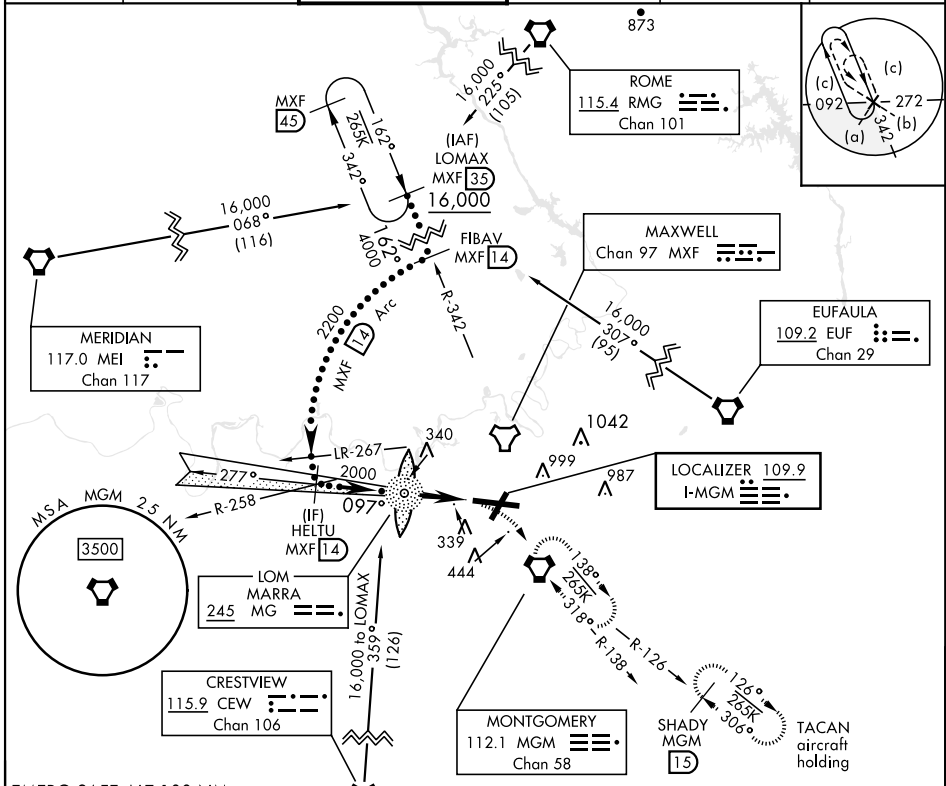 873
ROME
115.4 RMG
Chan 101
16,000
225°
(105)
(c)
(c)
092
272
(a)
(b)
342
MXF
45
265K
162°
342°
(IAF)
LOMAX
MXF 35
16,000
16,000
068°
(116)
162°
4000
FIBAV
MXF 14
R-342
MAXWELL
Chan 97 MXF
MERIDIAN
117.0 MEI
Chan 117
2200
MXF 14 Arc
16,000
307°
(95)
EUFAULA
109.2 EUF
Chan 29
340
1042
999
987
LR-267
277°
2000
097°
R-258
(IF)
HELTU
MXF 14
LOCALIZER 109.9
I-MGM
339
444
MSA MGM 25 NM
3500
LOM
MARRA
245 MG
16,000 to LOMAX
359°
(126)
138°
265K
318°
R-138
R-126
CRESTVIEW
115.9 CEW
Chan 106
MONTGOMERY
112.1 MGM
Chan 58
SHADY
MGM
15
126°
265K
306°
TACAN
aircraft
holding